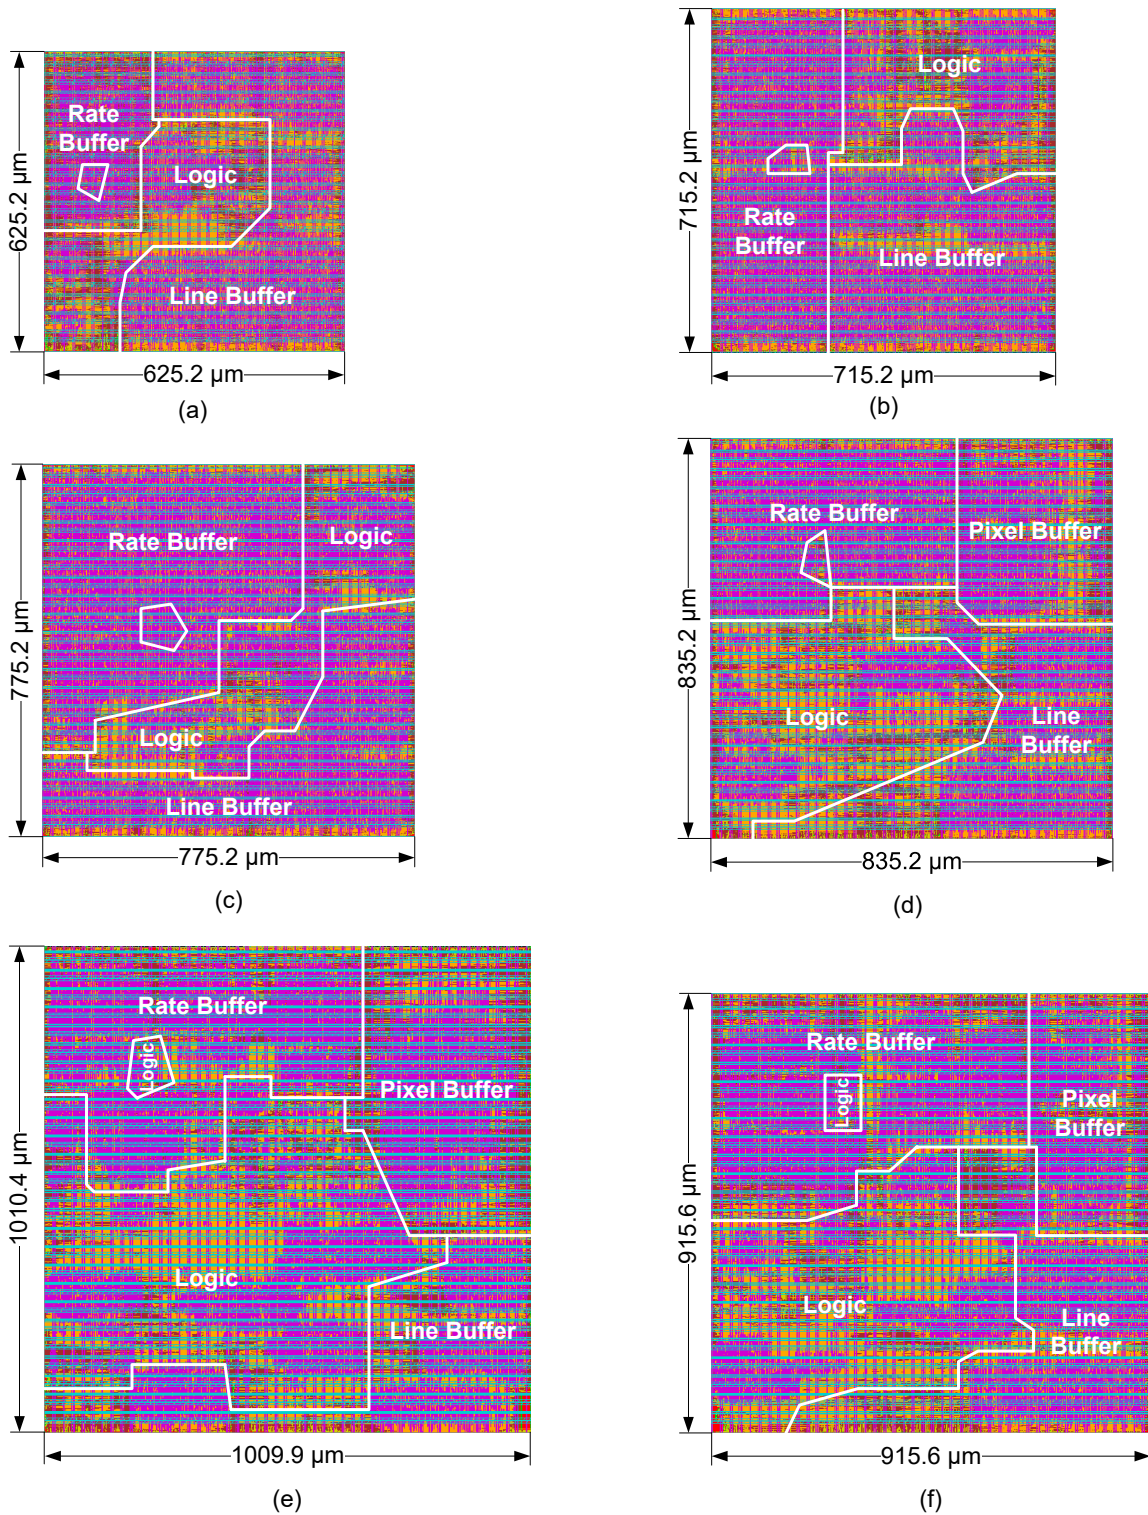 Rate
Buffer
Logic
Line Buffer
625.2 µm
625.2 µm
(a)
Logic
Rate
Buffer
Line Buffer
715.2 µm
715.2 µm
(b)
Rate Buffer
Logic
Logic
Line Buffer
775.2 µm
775.2 µm
(c)
Rate Buffer
Pixel Buffer
Logic
Line
Buffer
835.2 µm
835.2 µm
(d)
Rate Buffer
Logic
Pixel Buffer
Logic
Line Buffer
1010.4 µm
1009.9 µm
(e)
Rate Buffer
Logic
Pixel
Buffer
Logic
Line
Buffer
915.6 µm
915.6 µm
(f)